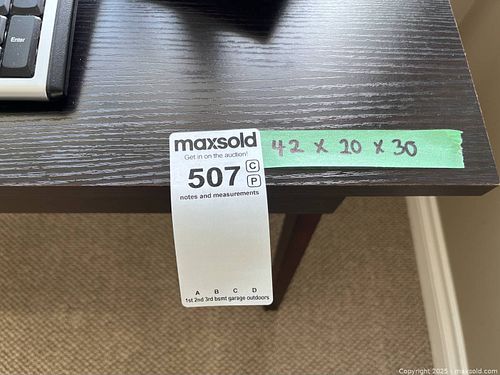 Enter
maxsold
Get in on the auction!
507 C
P
notes and measurements
A B C D
1st 2nd 3rd bsmt garage outdoors
42 x 20 x 30
Copyright 2025 - maxsold.com